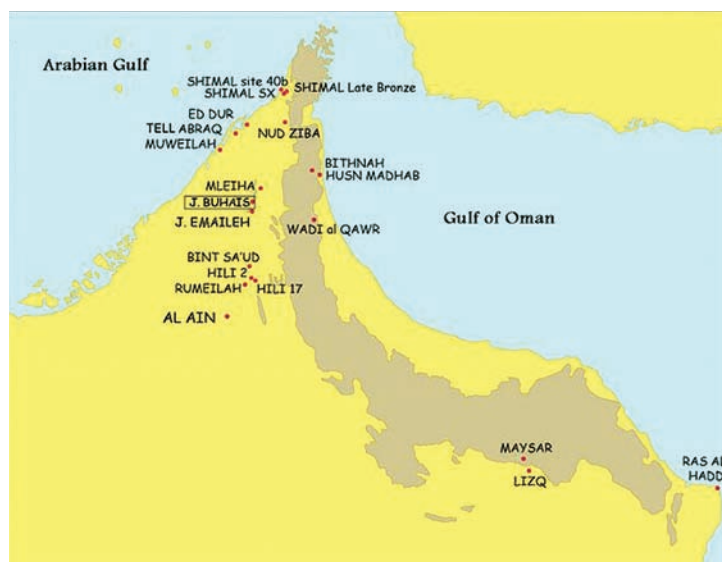 Arabian Gulf
SHIMAL site 40b
SHIMAL SX
SHIMAL Late Bronze
ED DUR
TELL ABRAQ
MUWEILAH
NUD ZIBA
BITHNAH
HUSN MADHAB
MLEIHA
J. BUHAIS
J. EMAILEH
WADI al QAWR
Gulf of Oman
BINT SA'UD
HILI 2
RUMEILAH
HILI 17
AL AIN
MAYSAR
LIZQ
RAS AL
HADD